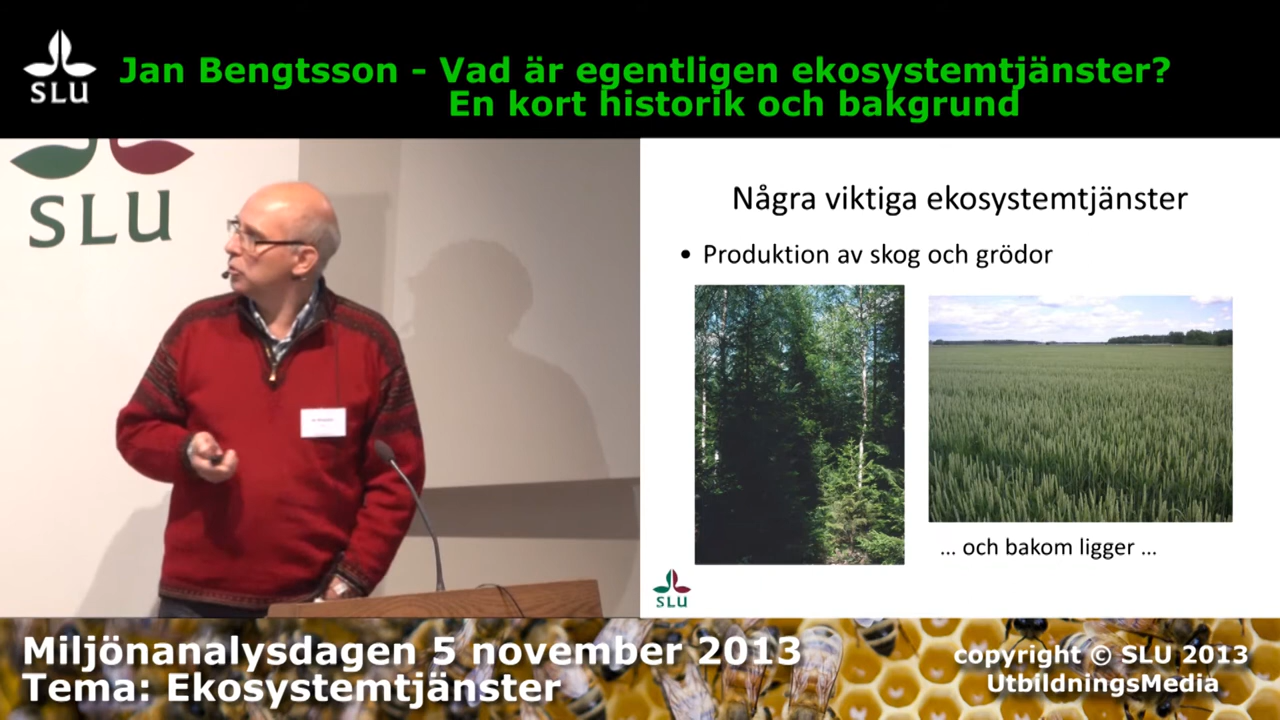 SLU
Jan Bengtsson - Vad är egentligen ekosystemtjänster?
En kort historik och bakgrund
SLU
Några viktiga ekosystemtjänster
• Produktion av skog och grödor
... och bakom ligger ...
SLU
Miljönanalysdagen 5 november 2013
Tema: Ekosystemtjänster
copyright © SLU 2013
UtbildningsMedia